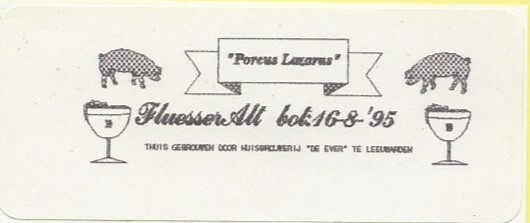 "Porcus Lazarus"
FluesserAlt bok:16-8-'95
THUIS GEBROUWEN DOOR HUISBROUWERIJ "DE EVER" TE LEEUWARDEN